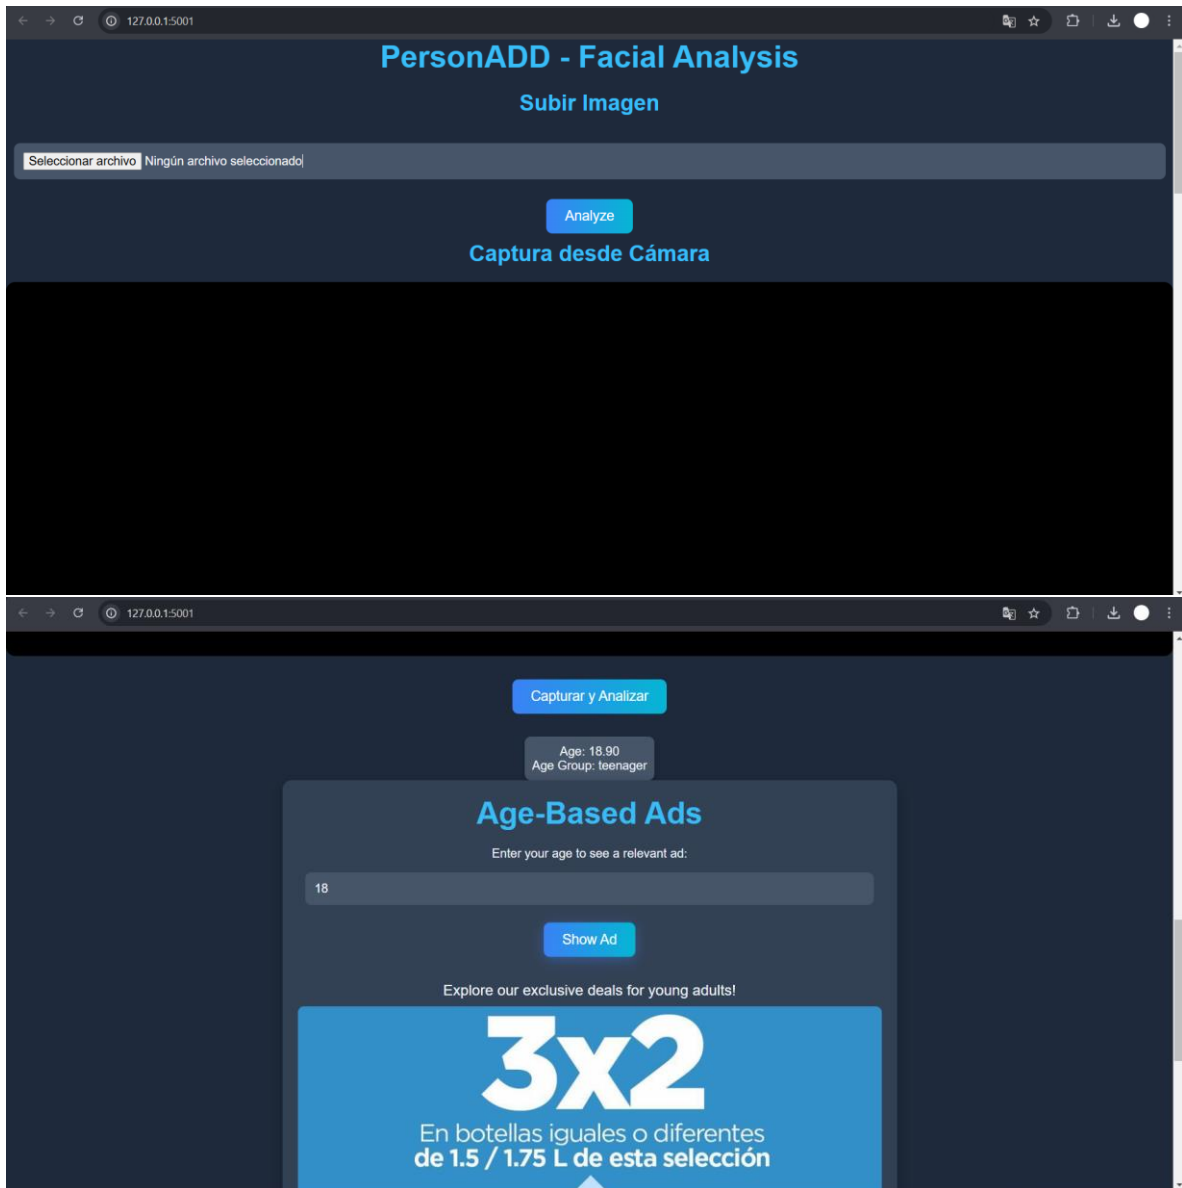 127.0.0.1:5001
PersonADD - Facial Analysis
Subir Imagen
Seleccionar archivo Ningún archivo seleccionado
Analyze
Captura desde Cámara
127.0.0.1:5001
Capturar y Analizar
Age: 18.90
Age Group: teenager
Age-Based Ads
Enter your age to see a relevant ad:
18
Show Ad
Explore our exclusive deals for young adults!
3x2
En botellas iguales o diferentes
de 1.5 / 1.75 L de esta selección